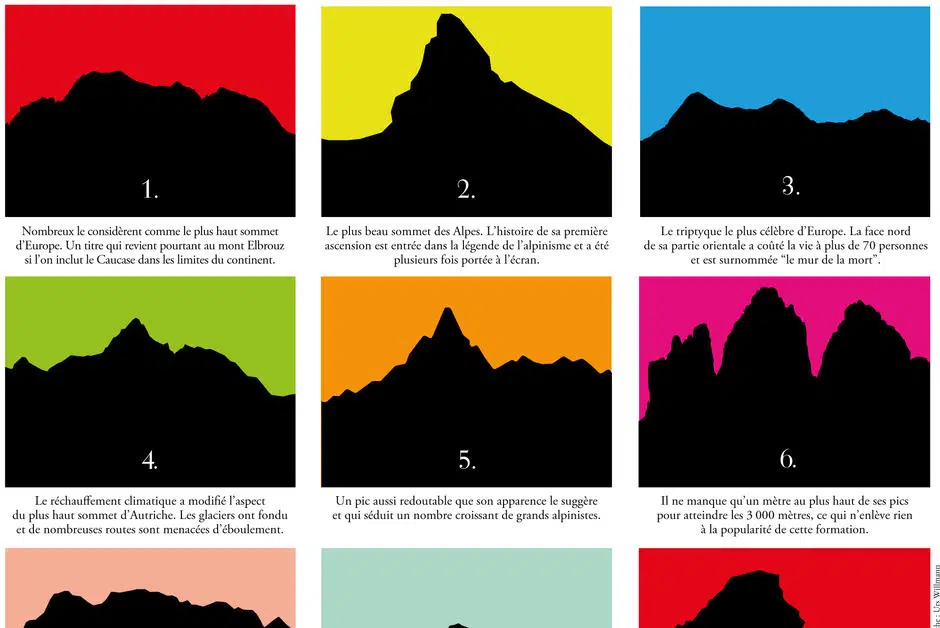 1.
Nombreux le considèrent comme le plus haut sommet
d’Europe. Un titre qui revient pourtant au mont Elbrouz
si l’on inclut le Caucase dans les limites du continent.
2.
Le plus beau sommet des Alpes. L’histoire de sa première
ascension est entrée dans la légende de l’alpinisme et a été
plusieurs fois portée à l’écran.
3.
Le triptyque le plus célèbre d’Europe. La face nord
de sa partie orientale a coûté la vie à plus de 70 personnes
et est surnommée “le mur de la mort”.
4.
Le réchauffement climatique a modifié l’aspect
du plus haut sommet d’Autriche. Les glaciers ont fondu
et de nombreuses routes sont menacées d’éboulement.
5.
Un pic aussi redoutable que son apparence le suggère
et qui séduit un nombre croissant de grands alpinistes.
6.
Il ne manque qu’un mètre au plus haut de ses pics
pour atteindre les 3 000 mètres, ce qui n’enlève rien
à la popularité de cette formation.
: Urs Willmann